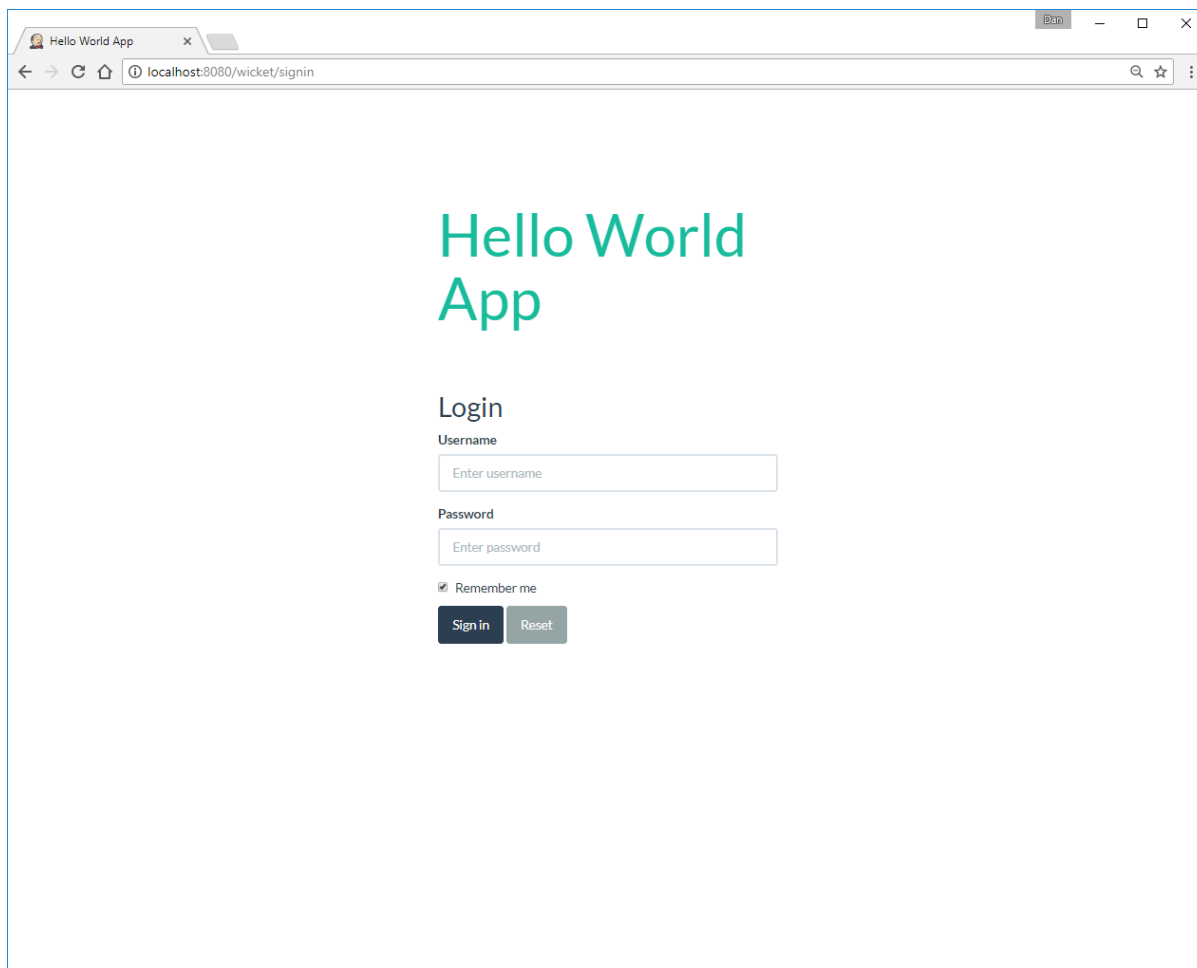 Dan
Hello World App
localhost:8080/wicket/signin
Hello World
App
Login
Username
Enter username
Password
Enter password
Remember me
Sign in Reset